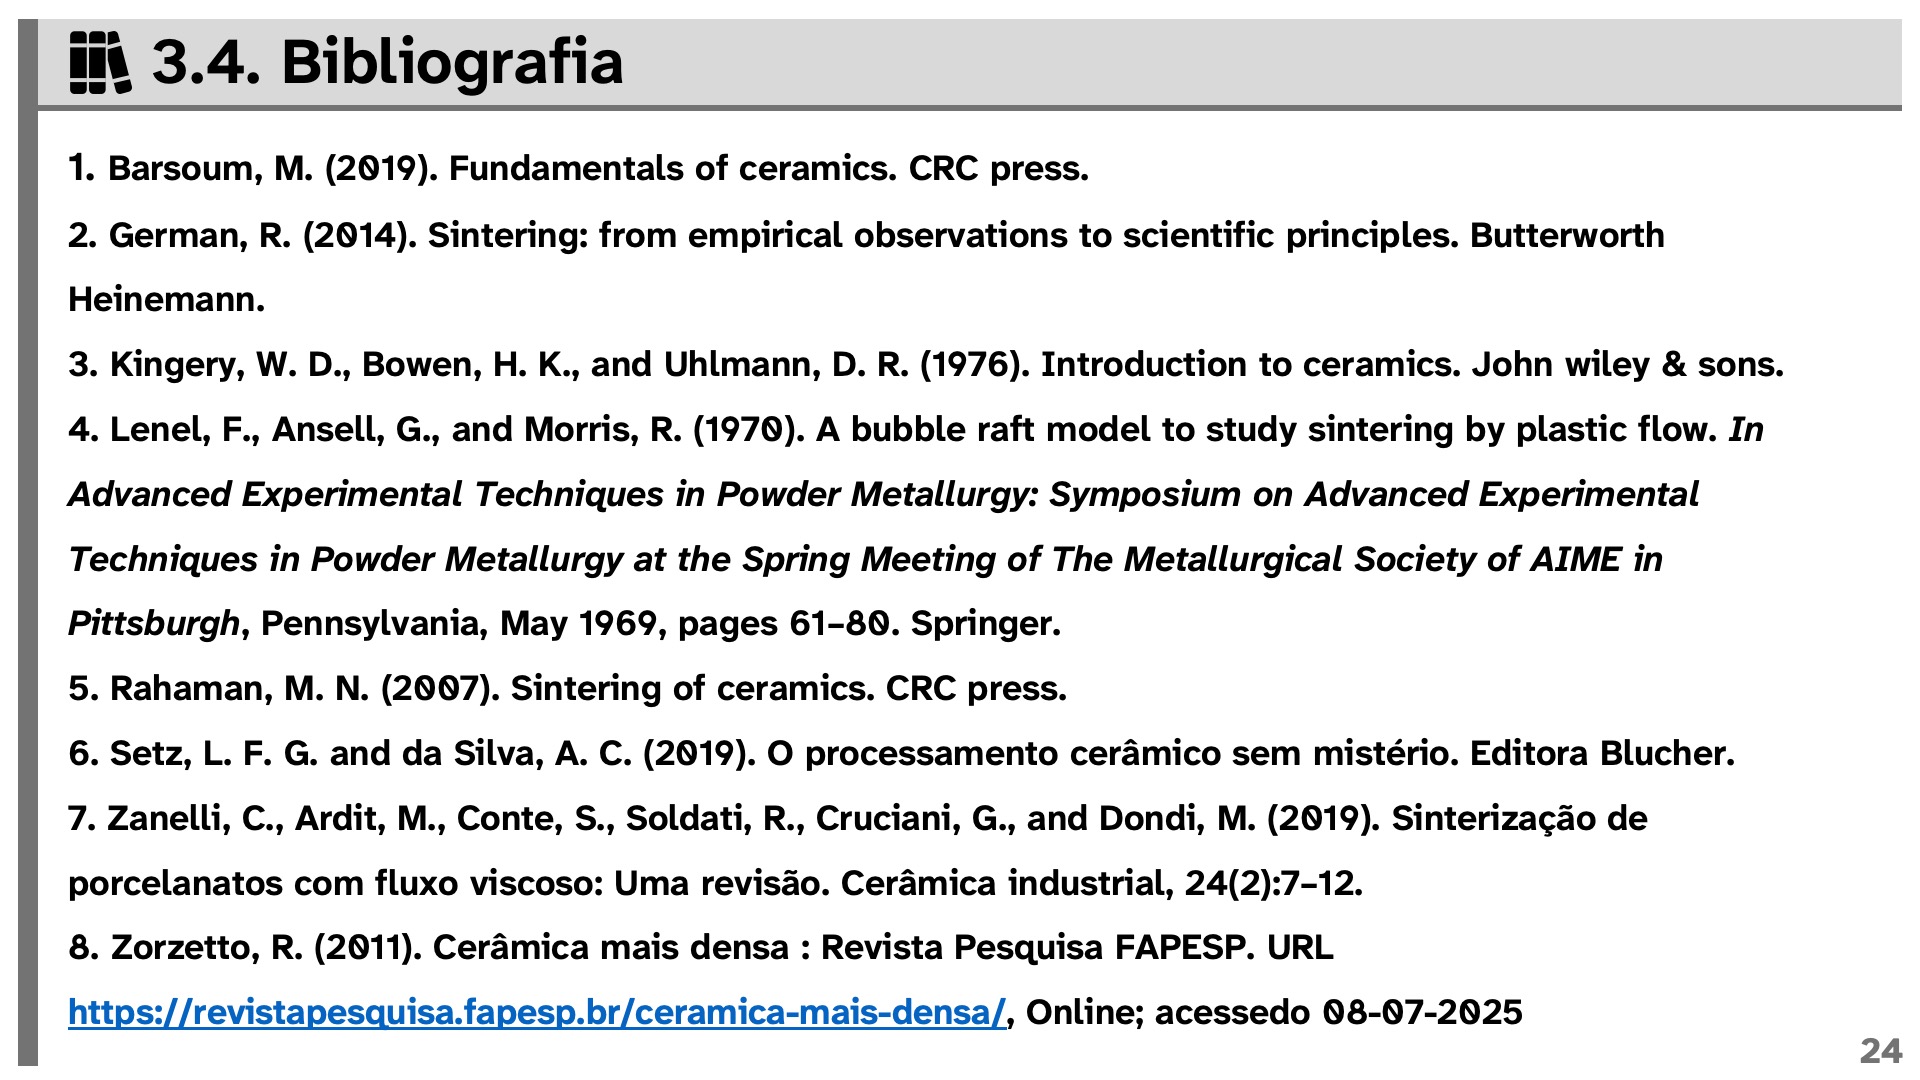 3.4. Bibliografia
1. Barsoum, M. (2019). Fundamentals of ceramics. CRC press.
2. German, R. (2014). Sintering: from empirical observations to scientific principles. Butterworth
Heinemann.
3. Kingery, W. D., Bowen, H. K., and Uhlmann, D. R. (1976). Introduction to ceramics. John wiley & sons.
4. Lenel, F., Ansell, G., and Morris, R. (1970). A bubble raft model to study sintering by plastic flow. In
Advanced Experimental Techniques in Powder Metallurgy: Symposium on Advanced Experimental
Techniques in Powder Metallurgy at the Spring Meeting of The Metallurgical Society of AIME in
Pittsburgh, Pennsylvania, May 1969, pages 61–80. Springer.
5. Rahaman, M. N. (2007). Sintering of ceramics. CRC press.
6. Setz, L. F. G. and da Silva, A. C. (2019). O processamento cerâmico sem mistério. Editora Blucher.
7. Zanelli, C., Ardit, M., Conte, S., Soldati, R., Cruciani, G., and Dondi, M. (2019). Sinterização de
porcelanatos com fluxo viscoso: Uma revisão. Cerâmica industrial, 24(2):7–12.
8. Zorzetto, R. (2011). Cerâmica mais densa : Revista Pesquisa FAPESP. URL
https://revistapesquisa.fapesp.br/ceramica-mais-densa/, Online; acessedo 08-07-2025
24